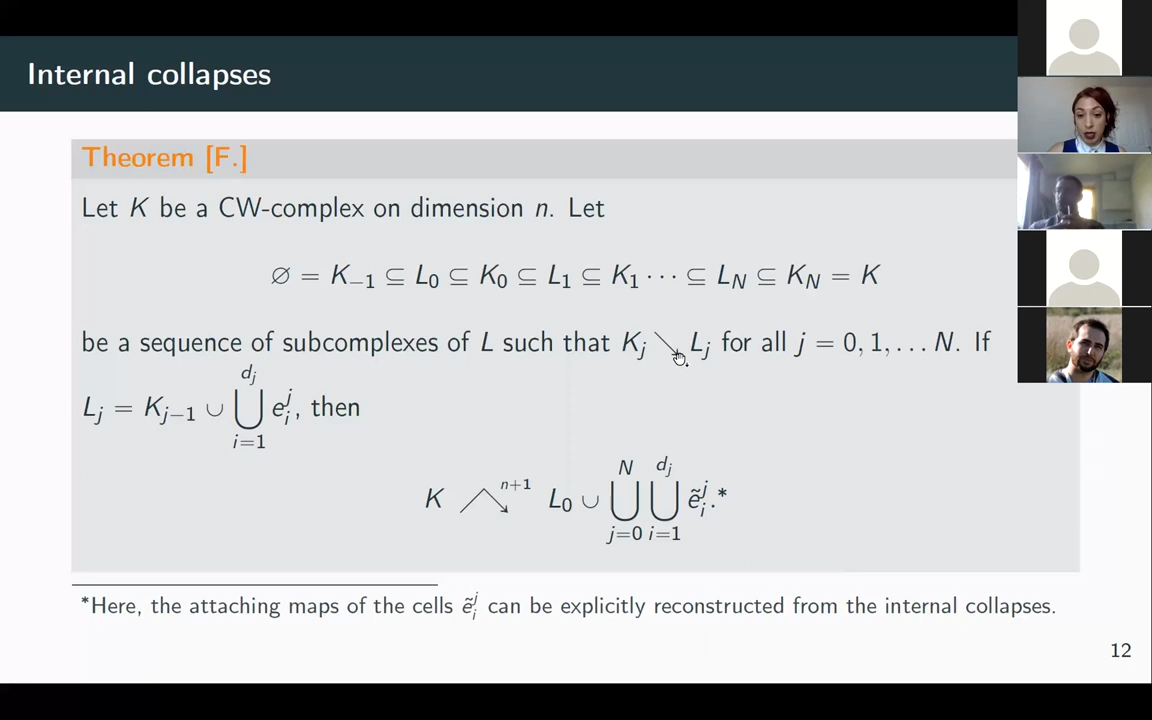 Internal collapses
Theorem [F.]
Let K be a CW-complex on dimension n. Let
∅ = K₋₁ ⊆ L₀ ⊆ K₀ ⊆ L₁ ⊆ K₁ ⋯ ⊆ L_N ⊆ K_N = K
be a sequence of subcomplexes of L such that K_j ↘ L_j for all j = 0, 1, … N. If
L_j = K_{j−1} ∪ ⋃_{i=1}^{d_j} e_i^j, then
K ╱↘^{n+1} L₀ ∪ ⋃_{j=0}^{N} ⋃_{i=1}^{d_j} ẽ_i^j.*
*Here, the attaching maps of the cells ẽ_i^j can be explicitly reconstructed from the internal collapses.
12